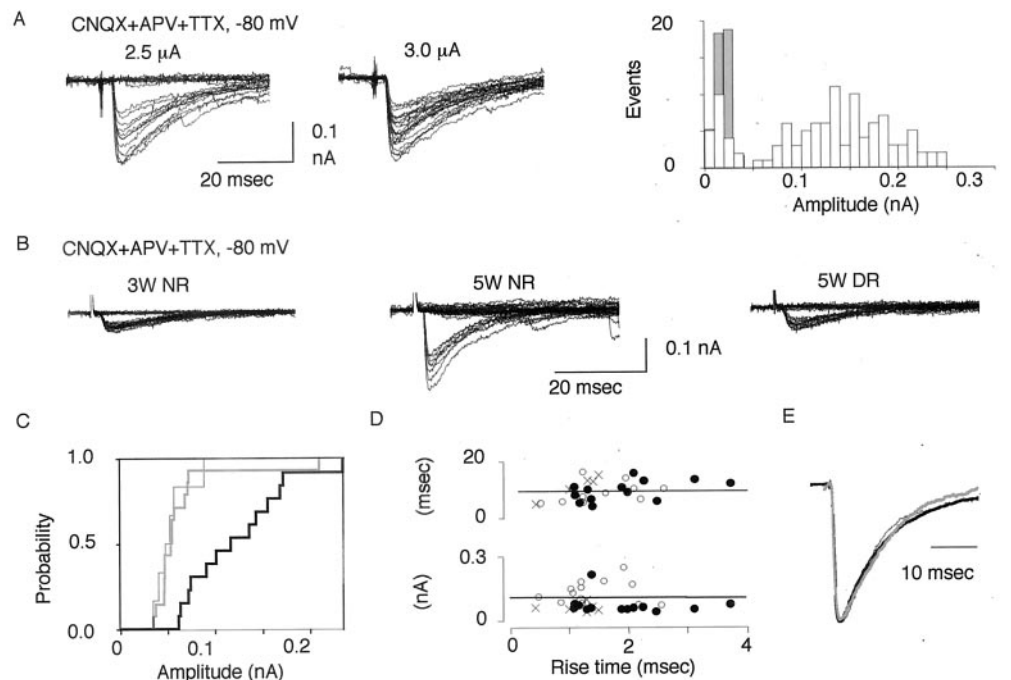 A
CNQX+APV+TTX, -80 mV
2.5 µA
3.0 µA
0.1
nA
20 msec
Events
20
0
0
0.1
0.2
0.3
Amplitude (nA)
B
CNQX+APV+TTX, -80 mV
3W NR
5W NR
5W DR
0.1 nA
20 msec
C
Probability
1.0
0.5
0.0
0
0.1
0.2
Amplitude (nA)
D
(msec)
20
0
(nA)
0.3
0
0
2
4
Rise time (msec)
E
10 msec